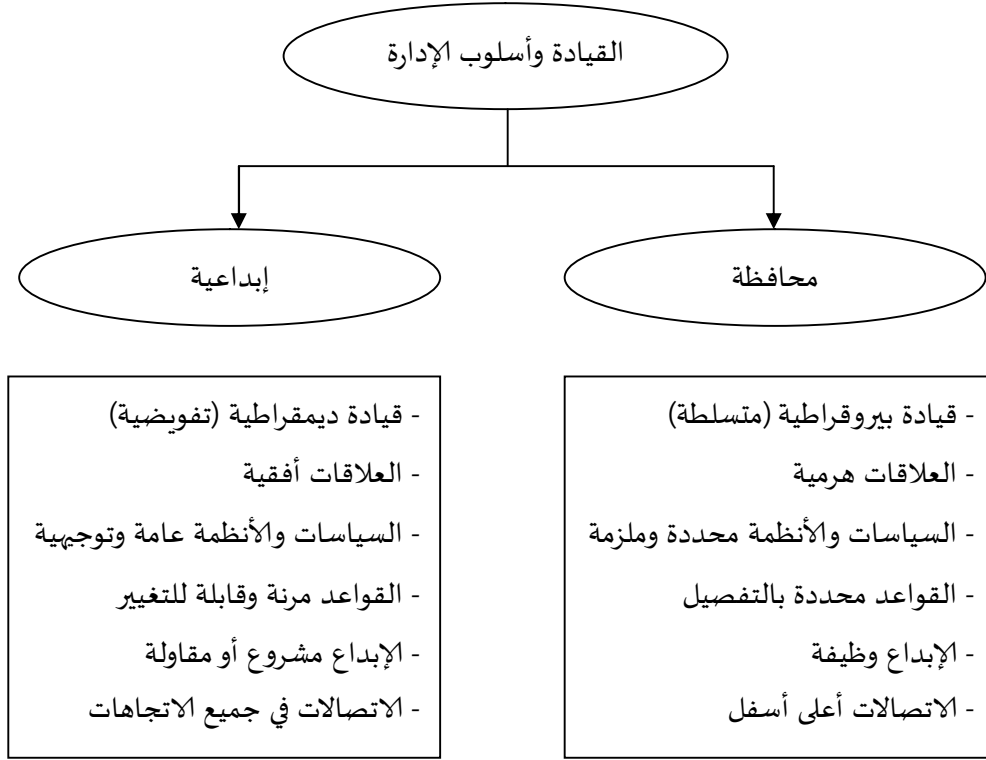 القيادة وأسلوب الإدارة
محافظة
إبداعية
- قيادة بيروقراطية (متسلطة)
- العلاقات هرمية
- السياسات والأنظمة محددة وملزمة
- القواعد محددة بالتفصيل
- الإبداع وظيفة
- الاتصالات أعلى أسفل
- قيادة ديمقراطية (تفويضية)
- العلاقات أفقية
- السياسات والأنظمة عامة وتوجيهية
- القواعد مرنة وقابلة للتغيير
- الإبداع مشروع أو مقاولة
- الاتصالات في جميع الاتجاهات